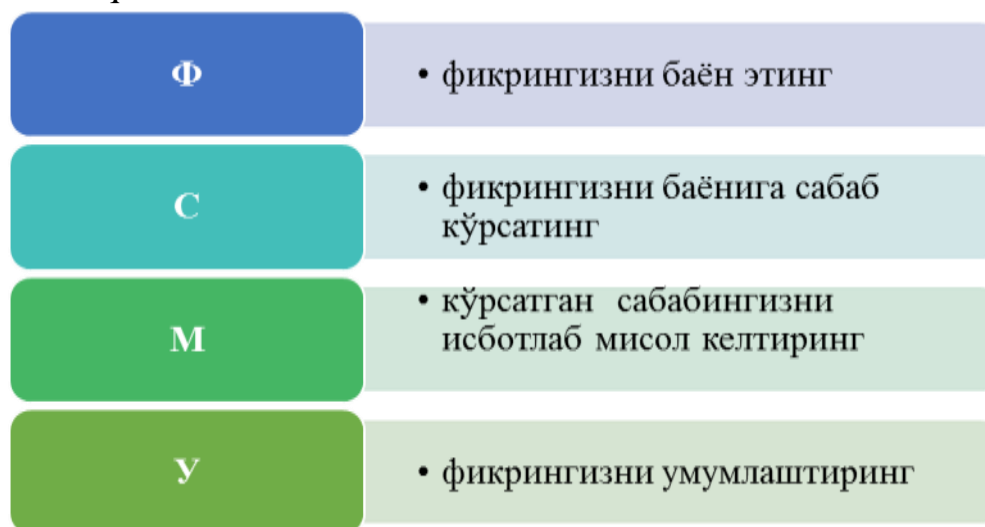 Ф
• фикрингизни баён этинг
С
• фикрингизни баёнига сабаб
кўрсатинг
М
• кўрсатган сабабингизни
исботлаб мисол келтиринг
У
• фикрингизни умумлаштиринг